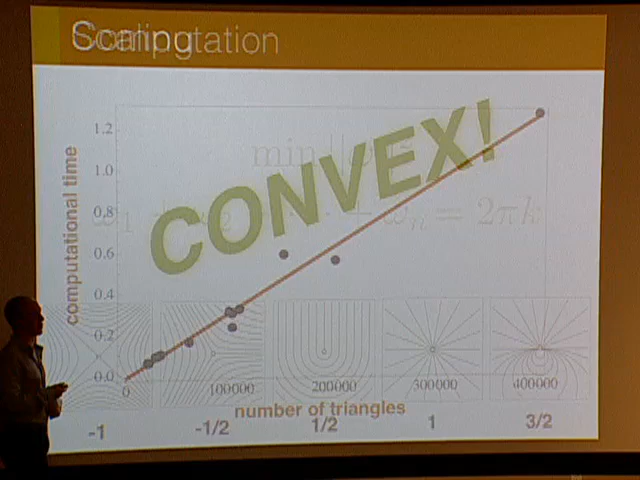 Scaling
Computation
CONVEX!
min
= 2πk
computational time
1.2
1.0
0.8
0.6
0.4
0.2
0.0
0 100000 200000 300000 400000
number of triangles
-1 -1/2 1/2 1 3/2